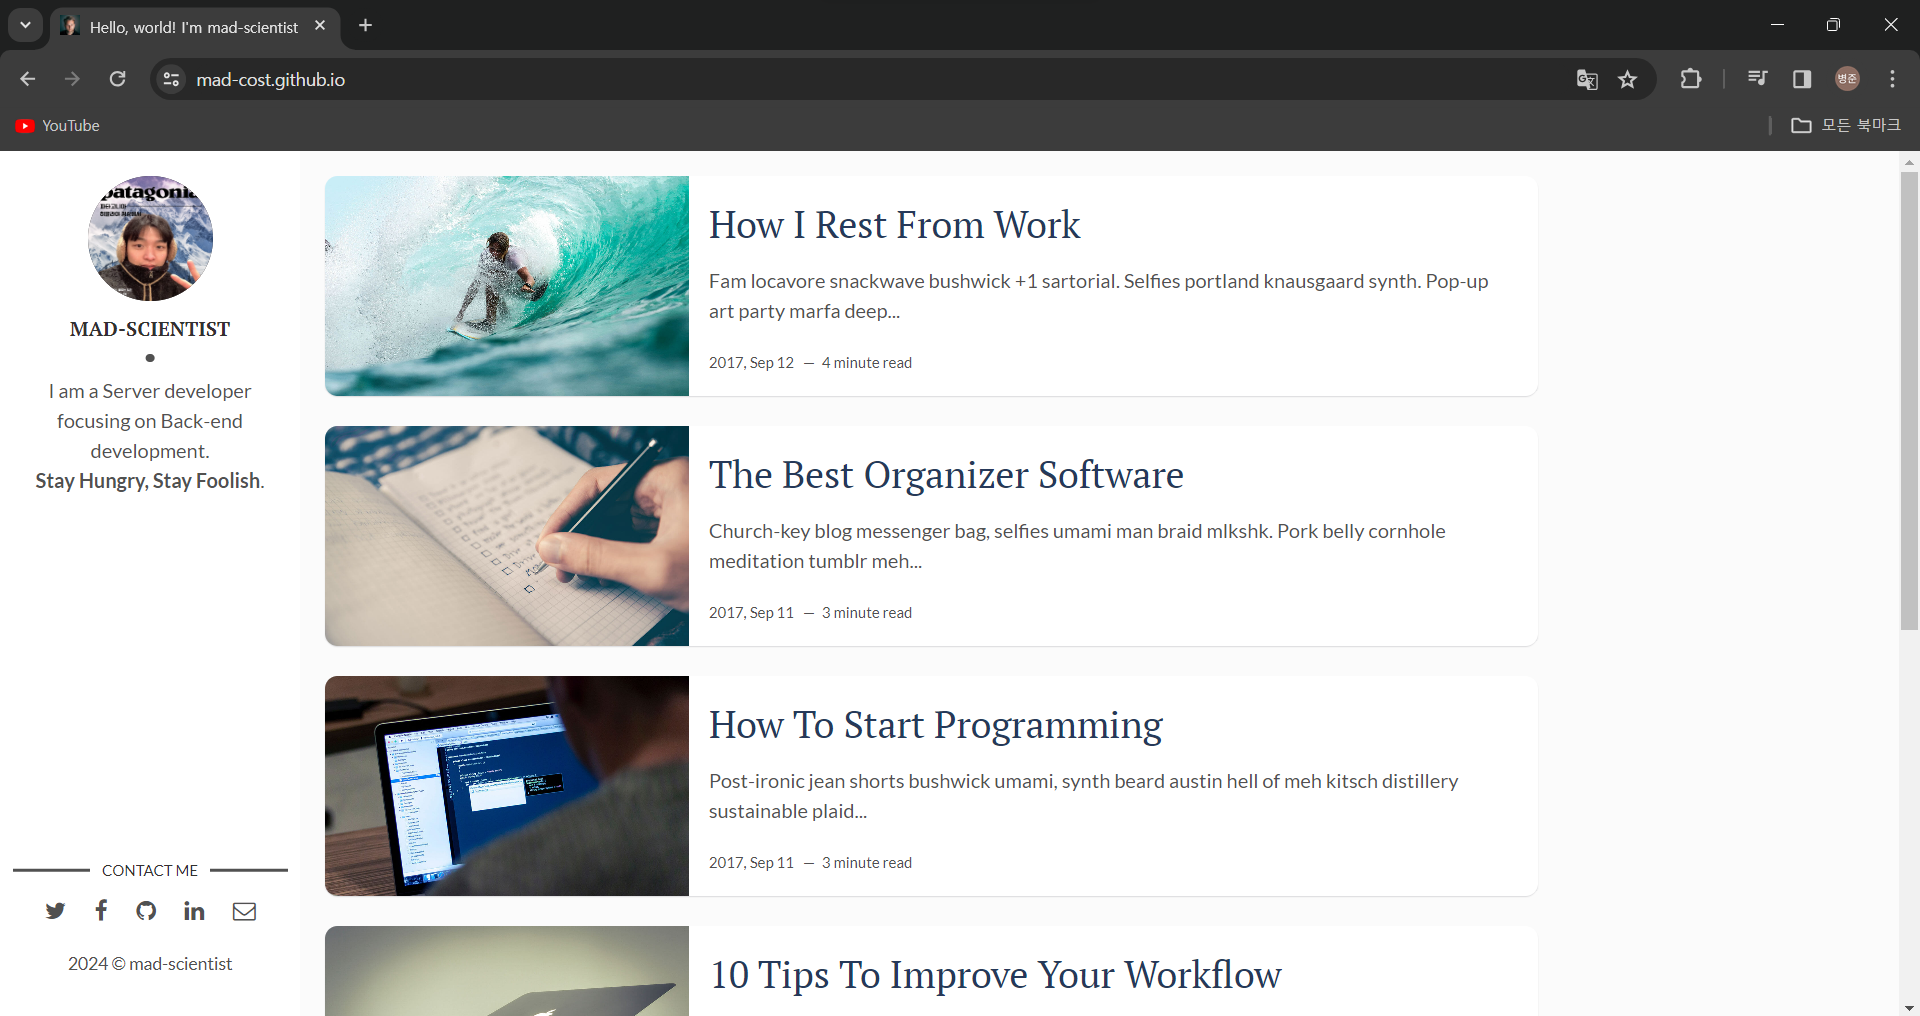 Hello, world! I'm mad-scientist
mad-cost.github.io
병준
YouTube
모든 북마크
patagonia
MAD-SCIENTIST
I am a Server developer
focusing on Back-end
development.
Stay Hungry, Stay Foolish.
CONTACT ME
2024 © mad-scientist
How I Rest From Work
Fam locavore snackwave bushwick +1 sartorial. Selfies portland knausgaard synth. Pop-up
art party marfa deep...
2017, Sep 12 — 4 minute read
The Best Organizer Software
Church-key blog messenger bag, selfies umami man braid mlkshk. Pork belly cornhole
meditation tumblr meh...
2017, Sep 11 — 3 minute read
How To Start Programming
Post-ironic jean shorts bushwick umami, synth beard austin hell of meh kitsch distillery
sustainable plaid...
2017, Sep 11 — 3 minute read
10 Tips To Improve Your Workflow